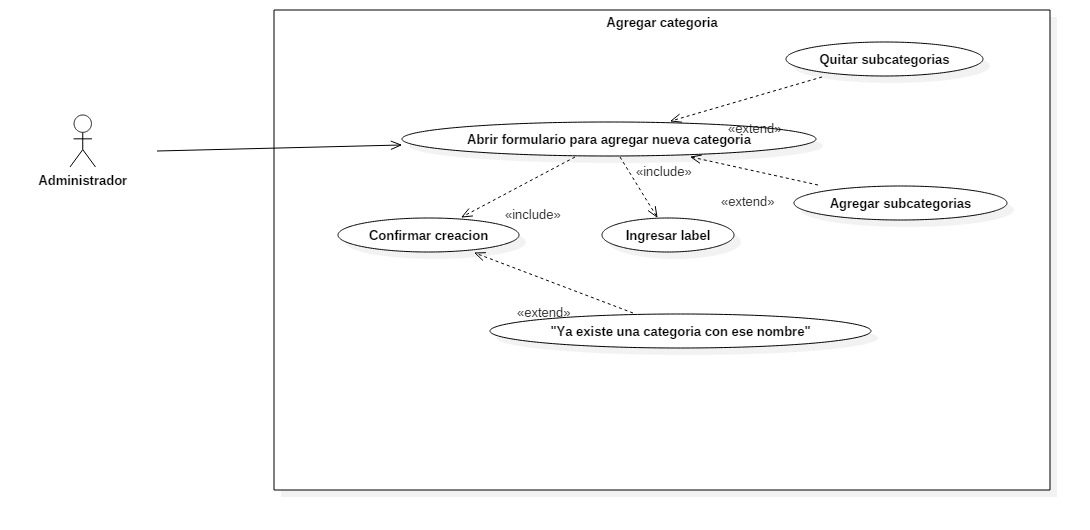 Agregar categoria
Quitar subcategorias
«extend»
Abrir formulario para agregar nueva categoria
«include»
Administrador
«extend»
Agregar subcategorias
«include»
Confirmar creacion
Ingresar label
«extend»
"Ya existe una categoria con ese nombre"